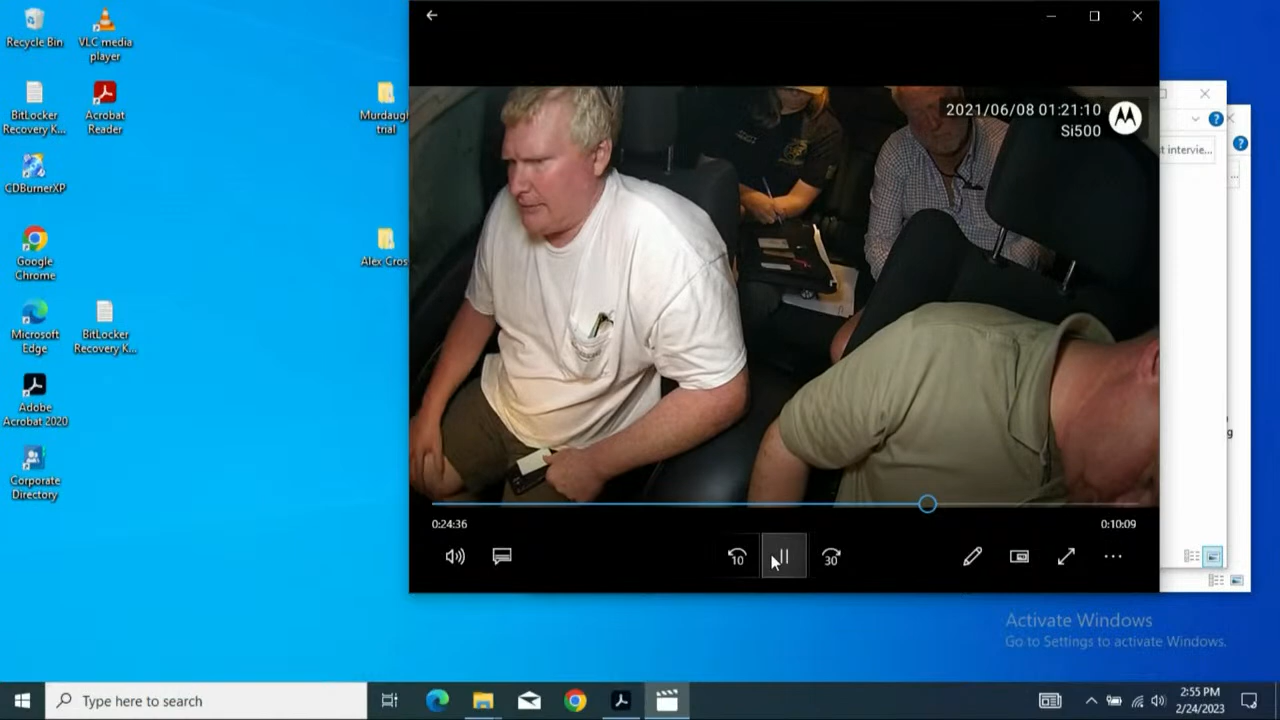 Recycle Bin
VLC media
player
BitLocker
Recovery K...
Acrobat
Reader
CDBurnerXP
Google
Chrome
Microsoft
Edge
BitLocker
Recovery K...
Adobe
Acrobat 2020
Corporate
Directory
Murdaugh
trial
Alex Cros
2021/06/08 01:21:10
Si500
t intervie...
0:24:36
0:10:09
10
30
Activate Windows
Go to Settings to activate Windows.
Type here to search
2:55 PM
2/24/2023